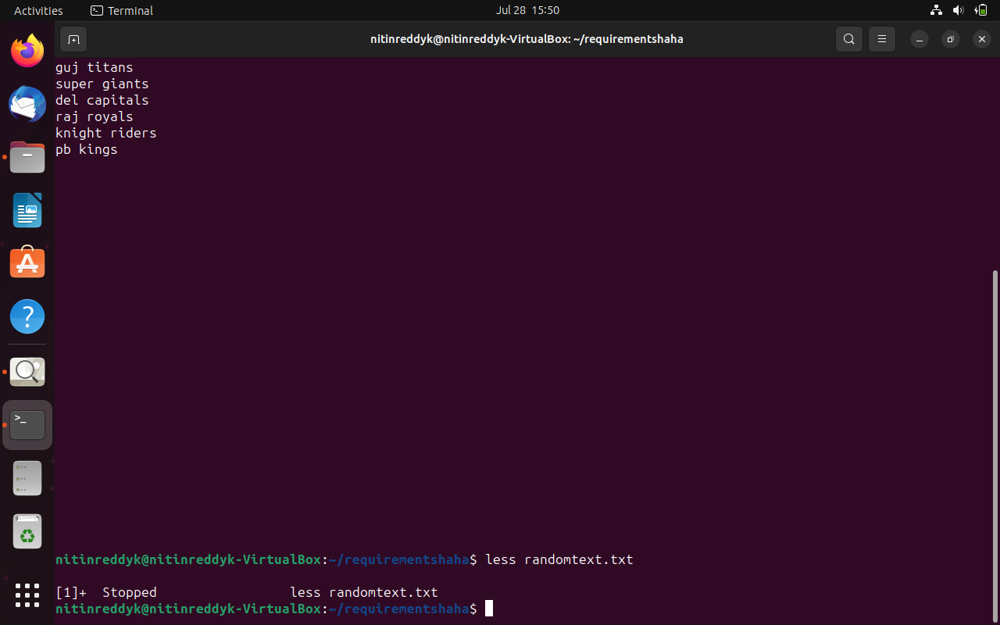 Activities
Terminal
Jul 28 15:50
nitinreddyk@nitinreddyk-VirtualBox: ~/requirementshaha
guj titans
super giants
del capitals
raj royals
knight riders
pb kings
nitinreddyk@nitinreddyk-VirtualBox:~/requirementshaha$ less randomtext.txt
[1]+  Stopped                 less randomtext.txt
nitinreddyk@nitinreddyk-VirtualBox:~/requirementshaha$